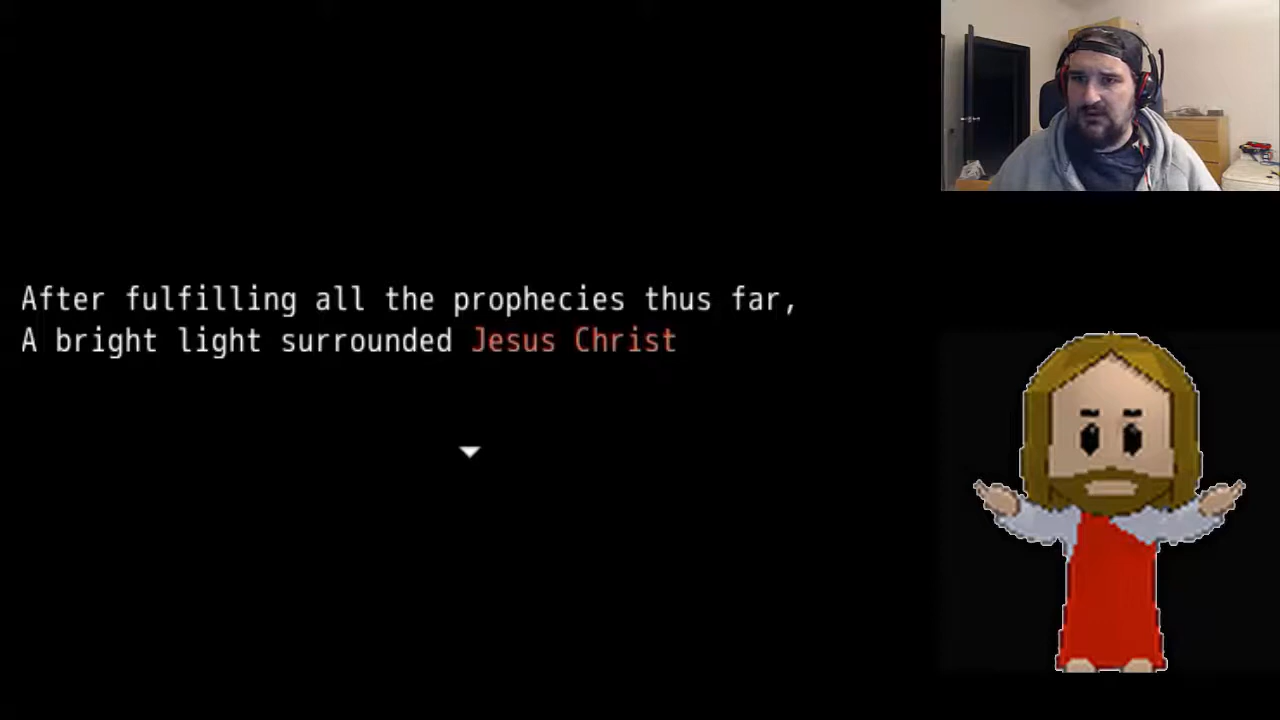 After fulfilling all the prophecies thus far,
A bright light surrounded Jesus Christ